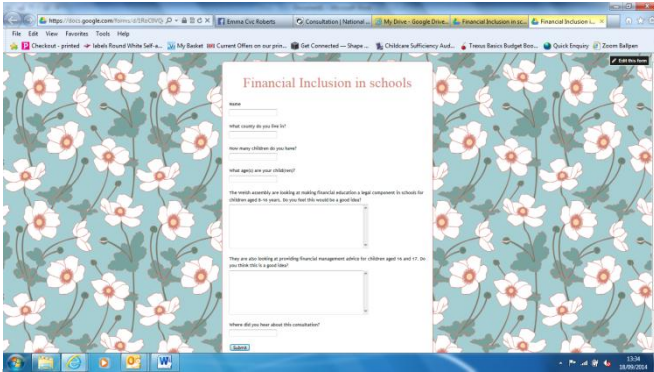 https://docs.google.com/forms/d/
Emma Civc Roberts
Consultation | National ...
My Drive - Google Drive...
Financial Inclusion in sc...
Financial Inclusion i...
File Edit View Favorites Tools Help
Checkout - printed
labels Round White Self-a...
My Basket
Current Offers on our prin...
Get Connected — Shape ...
Childcare Sufficiency Aud...
Tresus Basics Budget Boo...
Quick Enquiry
Zoom Ballpen
Edit this form
Financial Inclusion in schools
Name
What county do you live in?
How many children do you have?
What age(s) are your child(ren)?
The Welsh assembly are looking at making financial education a legal component in schools for
children aged 8-16 years. Do you feel this would be a good idea?
They are also looking at providing financial management advice for children aged 16 and 17. Do
you think this is a good idea?
Where did you hear about this consultation?
Submit
13:34
18/09/2014